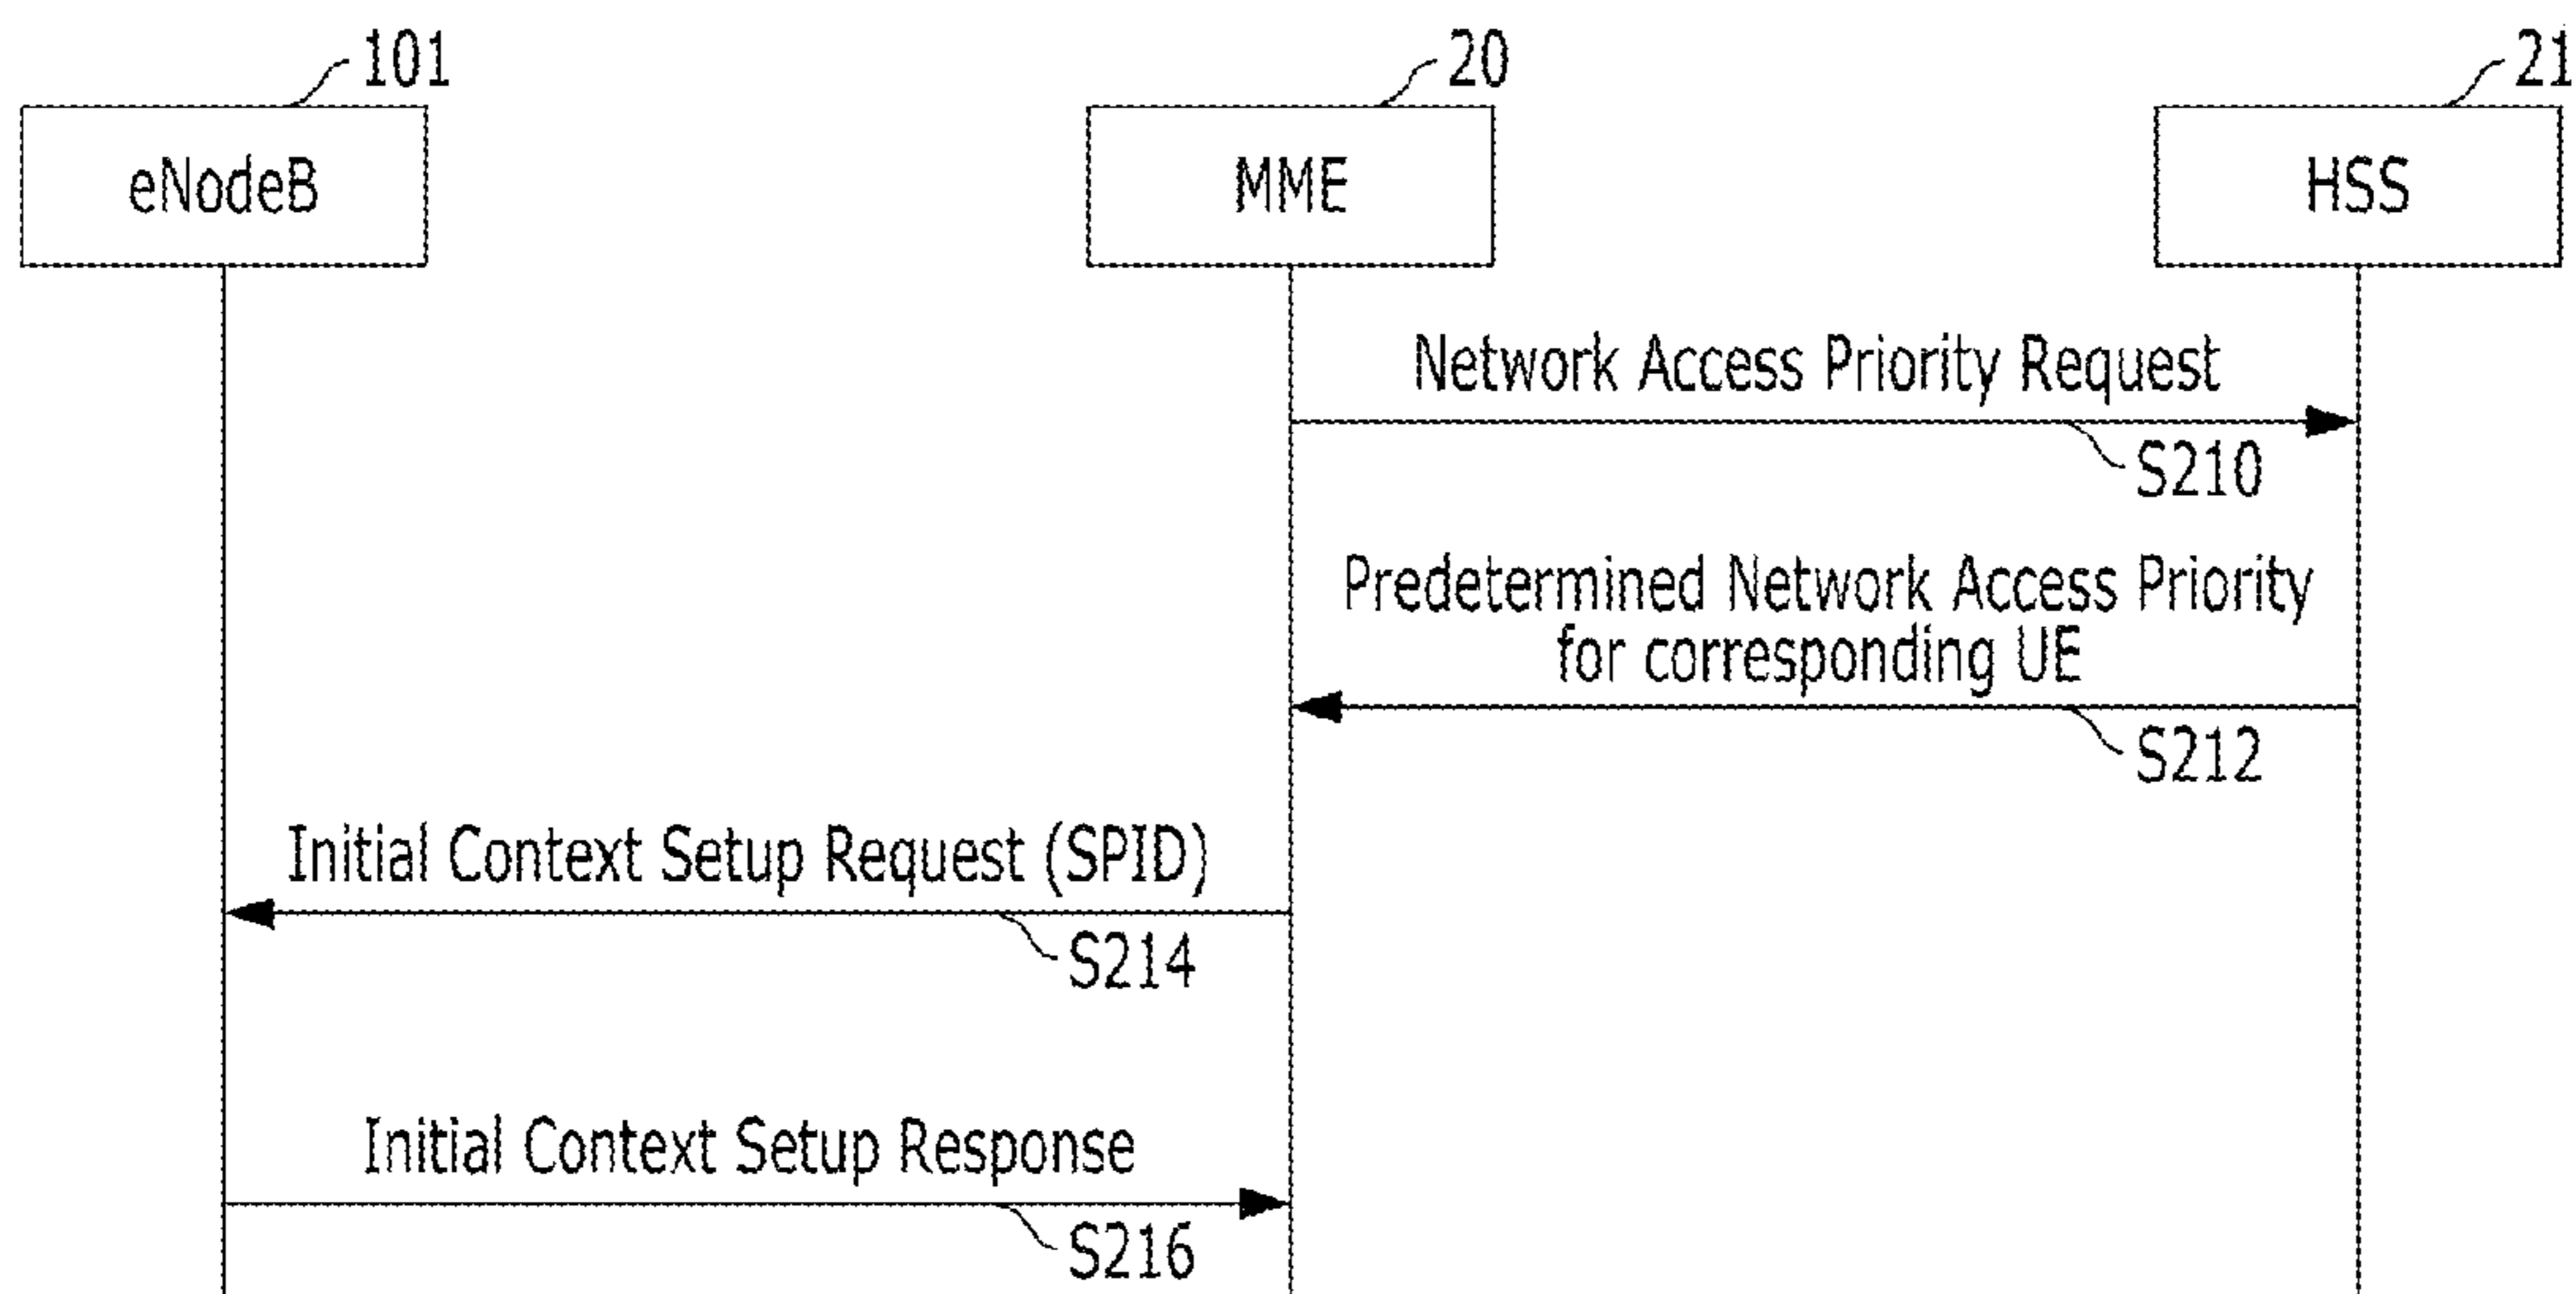 101
20
21
eNodeB
MME
HSS
Network Access Priority Request
S210
Predetermined Network Access Priority
for corresponding UE
S212
Initial Context Setup Request (SPID)
S214
Initial Context Setup Response
S216